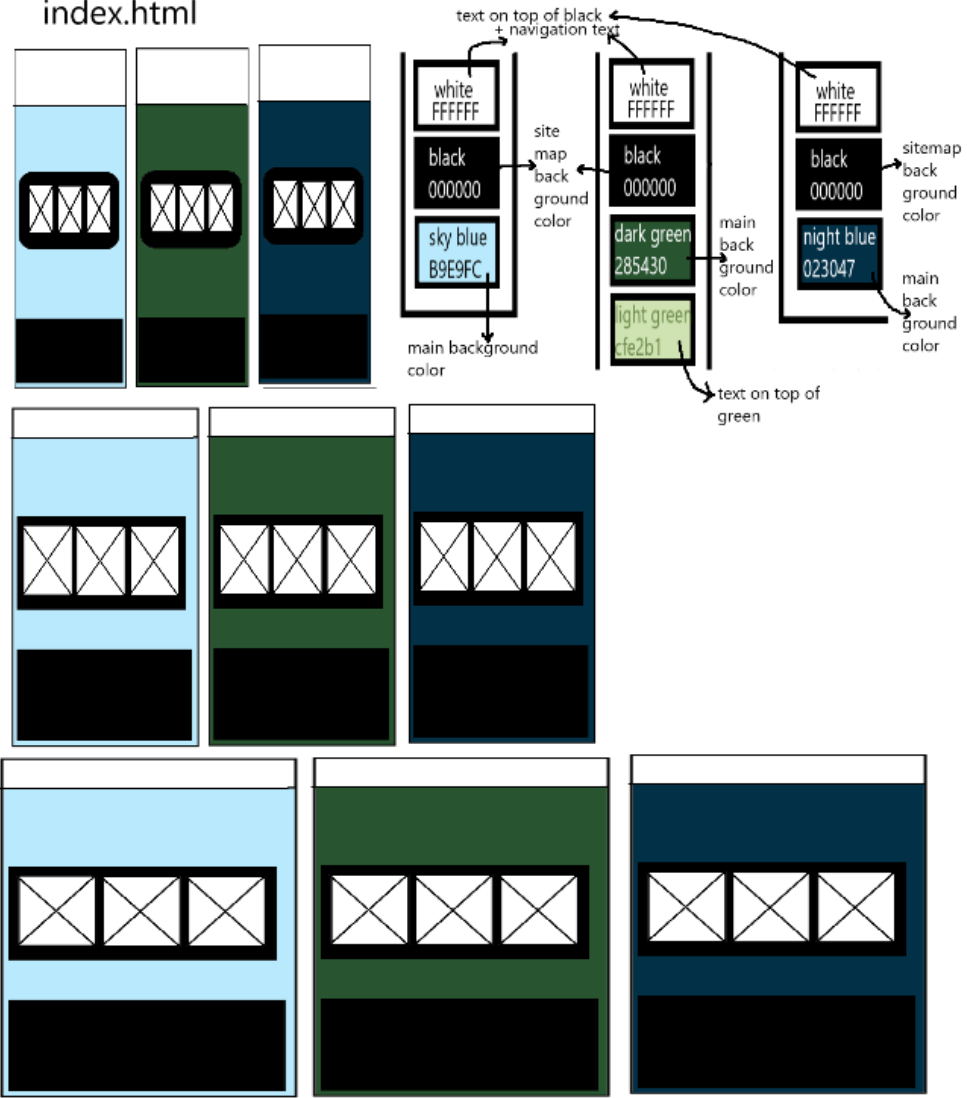 index.html
text on top of black
+ navigation text
white
FFFFFF
black
000000
sky blue
B9E9FC
site
map
back
ground
color
main background
color
white
FFFFFF
black
000000
dark green
285430
light green
cfe2b1
main
back
ground
color
text on top of
green
white
FFFFFF
black
000000
night blue
023047
sitemap
back
ground
color
main
back
ground
color